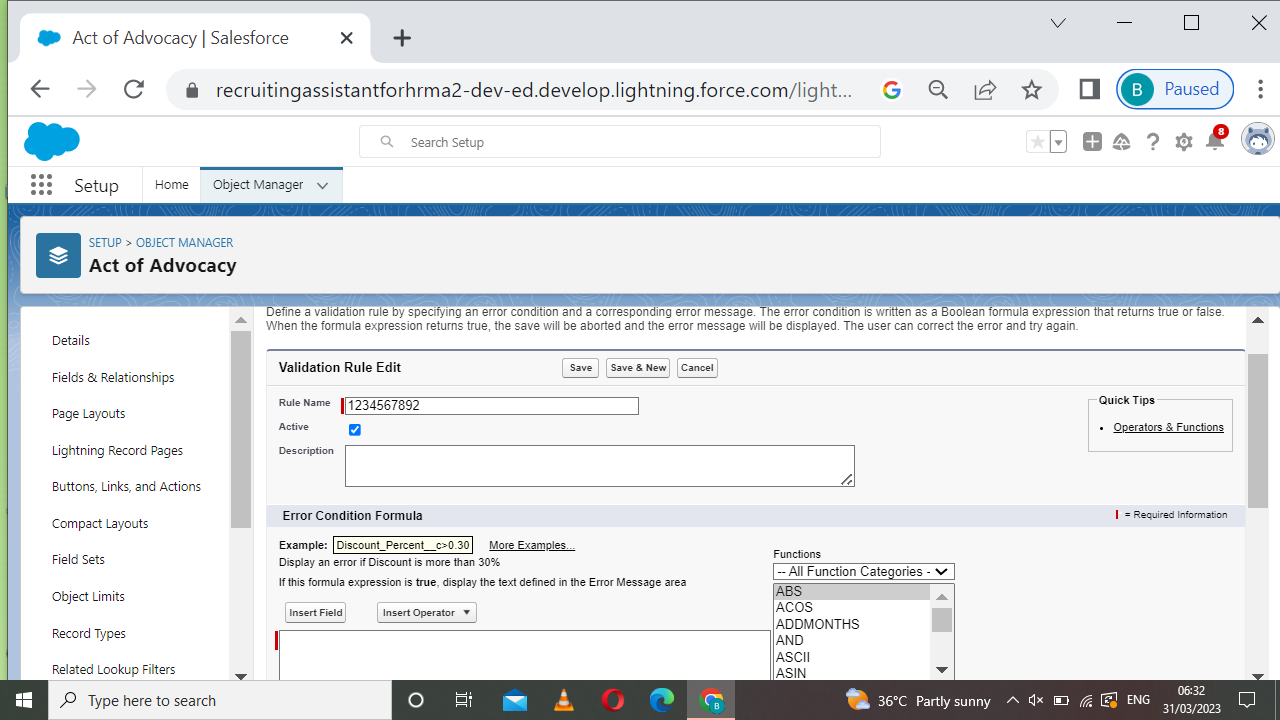 Act of Advocacy | Salesforce
recruitingassistantforhrma2-dev-ed.develop.lightning.force.com/light...
G
B Paused
Search Setup
8
Setup
Home
Object Manager
SETUP > OBJECT MANAGER
Act of Advocacy
Details
Fields & Relationships
Page Layouts
Lightning Record Pages
Buttons, Links, and Actions
Compact Layouts
Field Sets
Object Limits
Record Types
Related Lookup Filters
Define a validation rule by specifying an error condition and a corresponding error message. The error condition is written as a Boolean formula expression that returns true or false.
When the formula expression returns true, the save will be aborted and the error message will be displayed. The user can correct the error and try again.
Validation Rule Edit
Save
Save & New
Cancel
Rule Name
1234567892
Active
Description
Quick Tips
• Operators & Functions
Error Condition Formula
= Required Information
Example: Discount_Percent__c>0.30 More Examples...
Display an error if Discount is more than 30%
If this formula expression is true, display the text defined in the Error Message area
Insert Field
Insert Operator
Functions
-- All Function Categories -
ABS
ACOS
ADDMONTHS
AND
ASCII
ASIN
Type here to search
B
36°C Partly sunny
ENG
06:32
31/03/2023